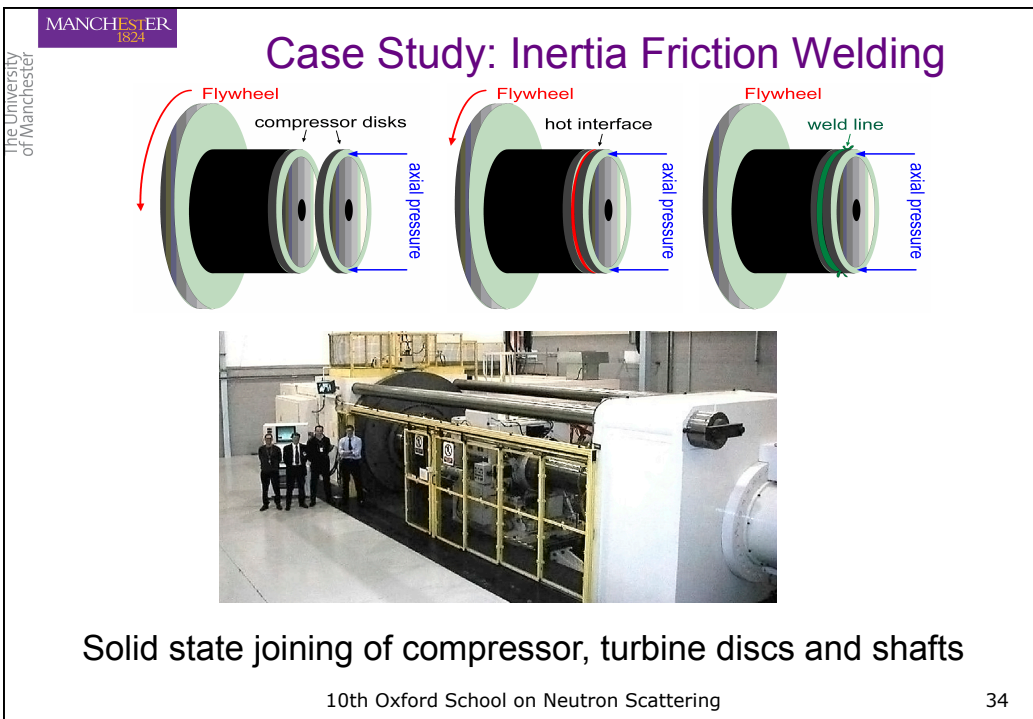 MANCHESTER
1824
The University
of Manchester
Case Study: Inertia Friction Welding
Flywheel
compressor disks
axial pressure
Flywheel
hot interface
axial pressure
Flywheel
weld line
axial pressure
Solid state joining of compressor, turbine discs and shafts
10th Oxford School on Neutron Scattering
34